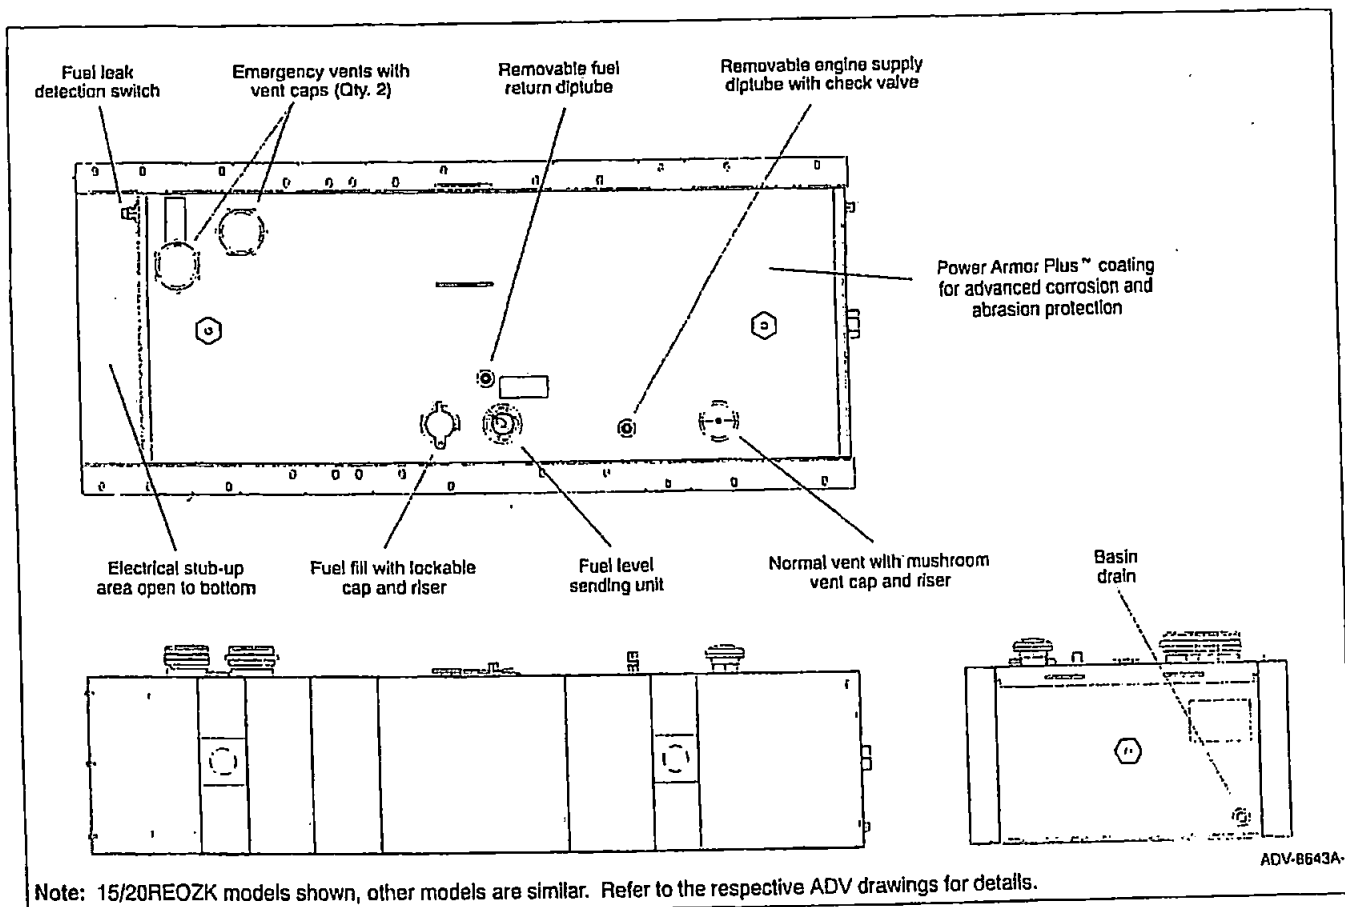 Fuel leak
detection switch
Emergency vents with
vent caps (Qty. 2)
Removable fuel
return diptube
Removable engine supply
diptube with check valve
Power Armor Plus™ coating
for advanced corrosion and
abrasion protection
Electrical stub-up
area open to bottom
Fuel fill with lockable
cap and riser
Fuel level
sending unit
Normal vent with mushroom
vent cap and riser
Basin
drain
ADV-8643A-
Note: 15/20REOZK models shown, other models are similar. Refer to the respective ADV drawings for details.